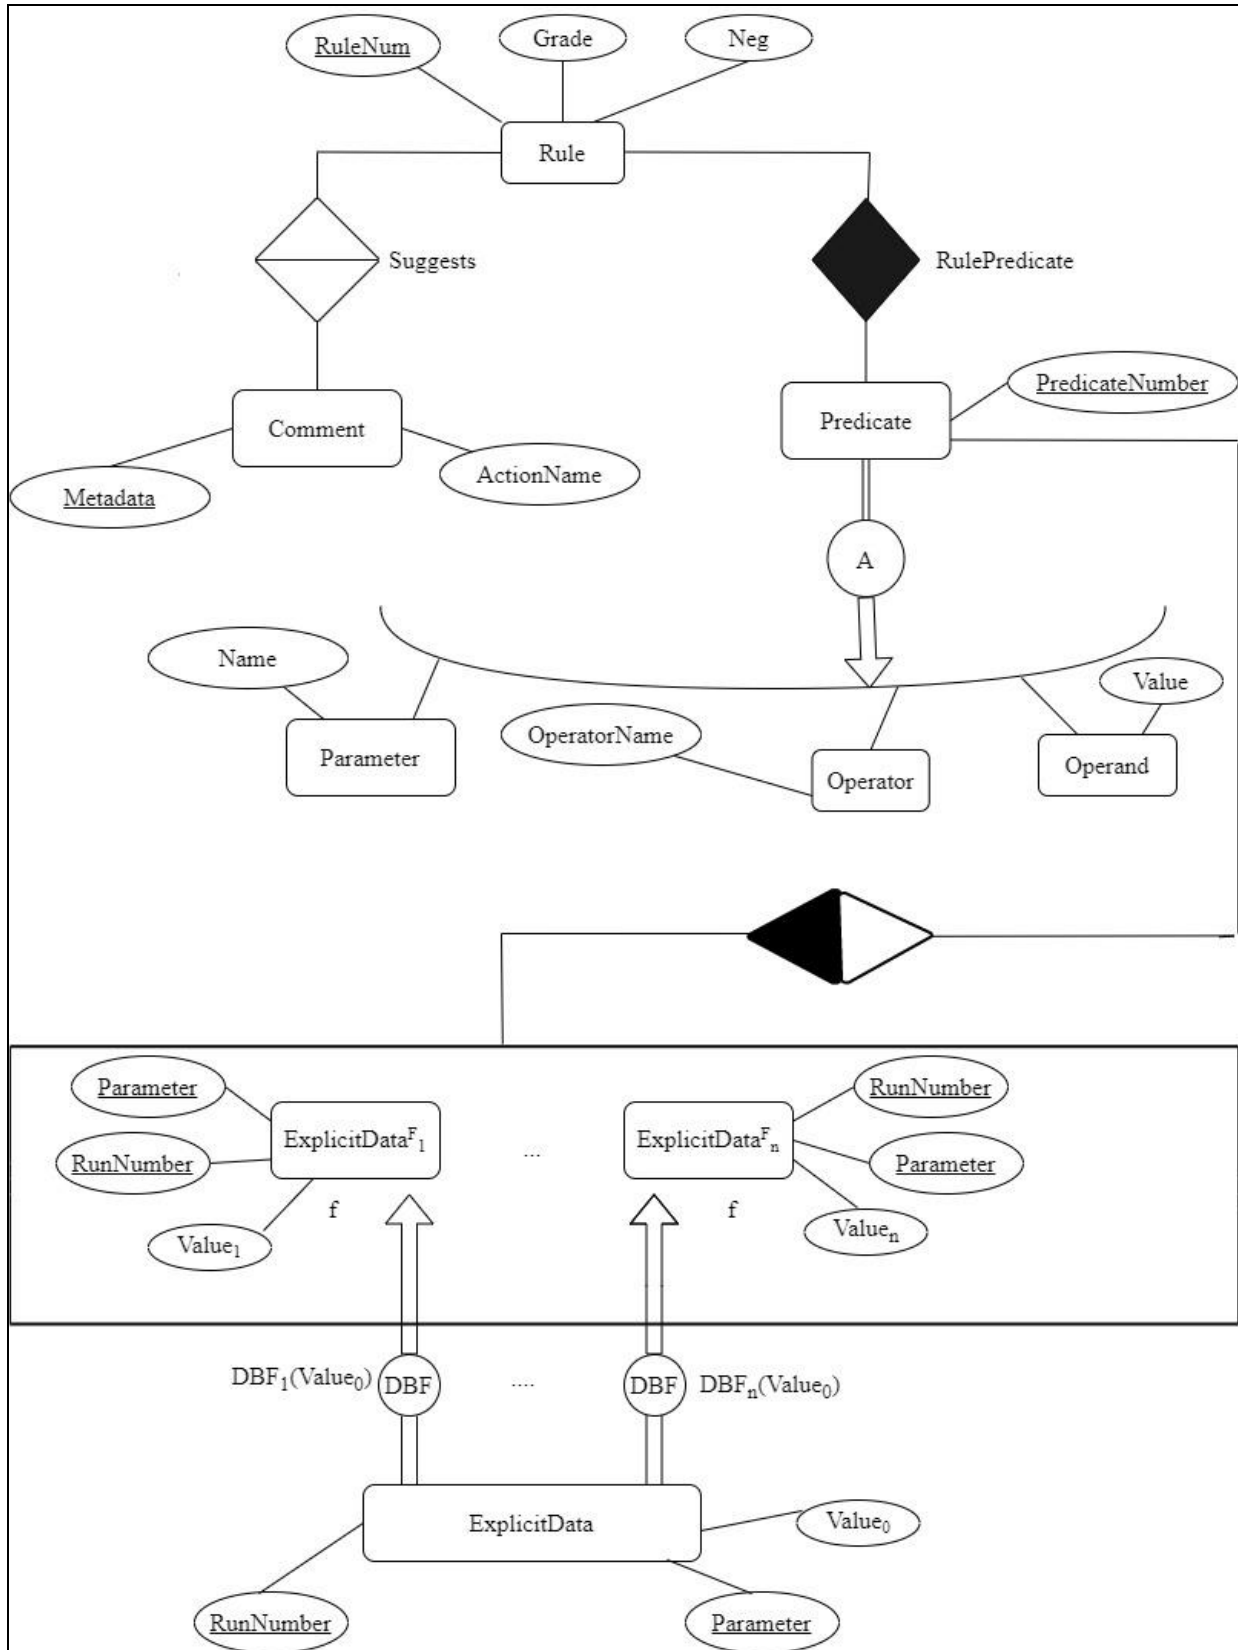 RuleNum
Grade
Neg
Rule
Suggests
RulePredicate
PredicateNumber
Predicate
Comment
ActionName
Metadada
A
Name
Value
OperatorName
Parameter
Operator
Operand
Parameter
RunNumber
ExplicitDataF1
...
ExplicitDataFn
RunNumber
Parameter
f
f
Value1
Valuen
DBF1(Value0)
DBF
....
DBF
DBFn(Value0)
ExplicitData
Value0
RunNumber
Parameter